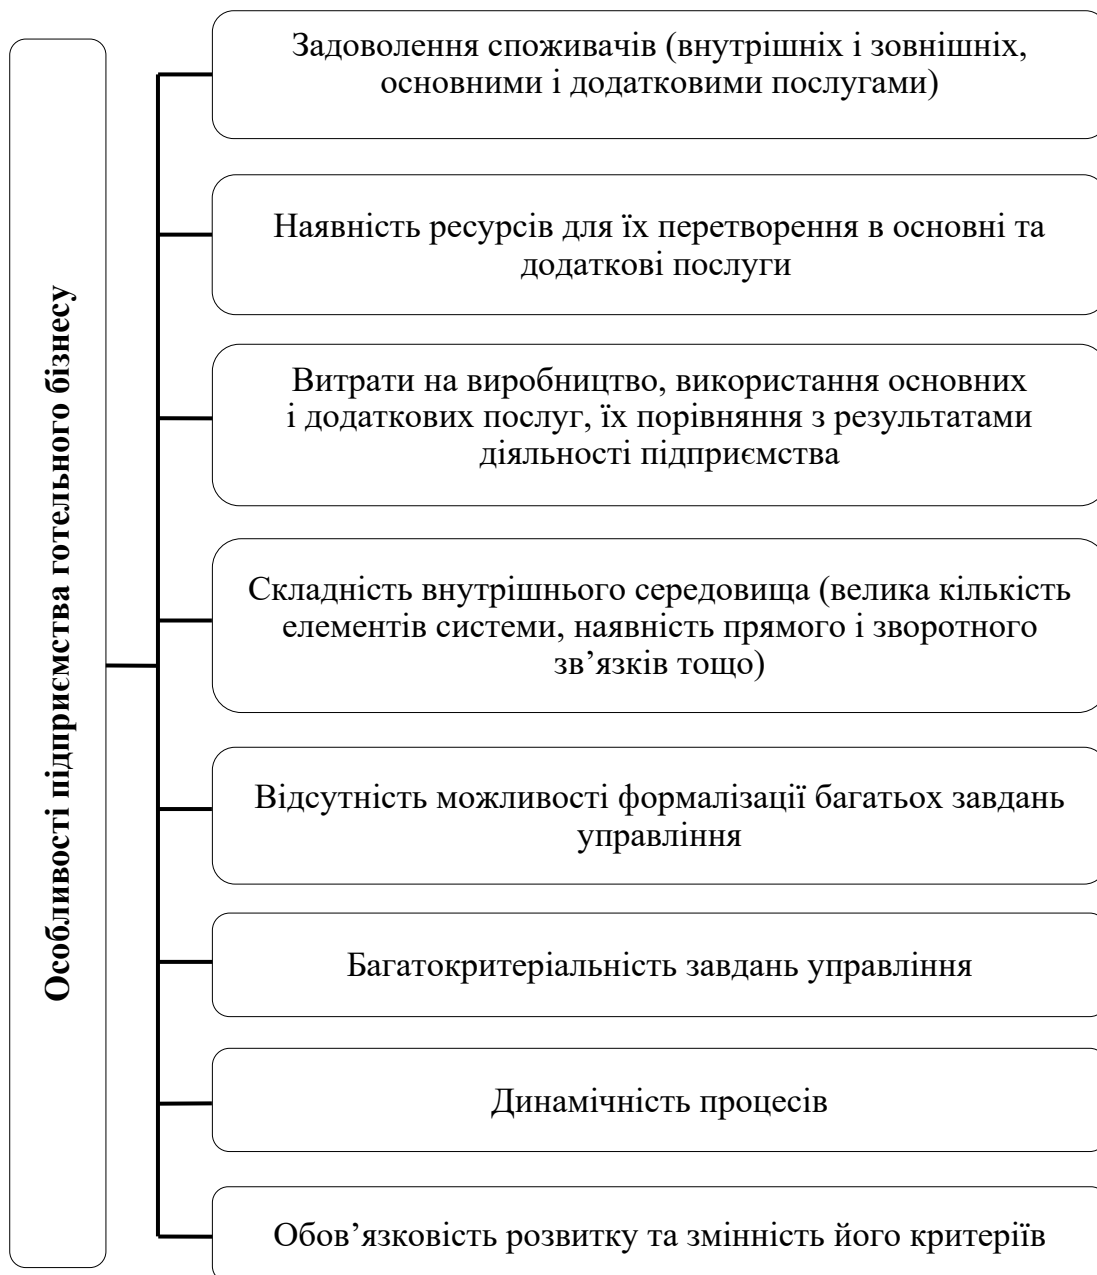 Особливості підприємства готельного бізнесу
Задоволення споживачів (внутрішніх і зовнішніх,
основними і додатковими послугами)
Наявність ресурсів для їх перетворення в основні та
додаткові послуги
Витрати на виробництво, використання основних
і додаткових послуг, їх порівняння з результатами
діяльності підприємства
Складність внутрішнього середовища (велика кількість
елементів системи, наявність прямого і зворотного
зв’язків тощо)
Відсутність можливості формалізації багатьох завдань
управління
Багатокритеріальність завдань управління
Динамічність процесів
Обов’язковість розвитку та змінність його критеріїв